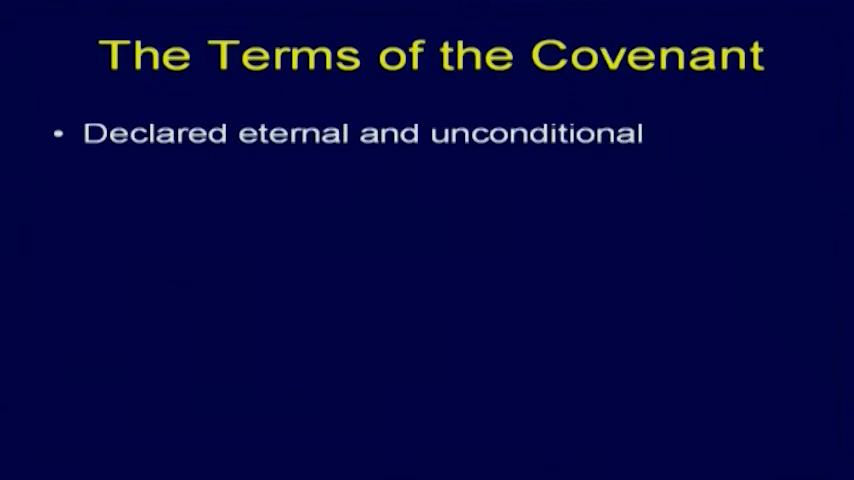 The Terms of the Covenant
• Declared eternal and unconditional